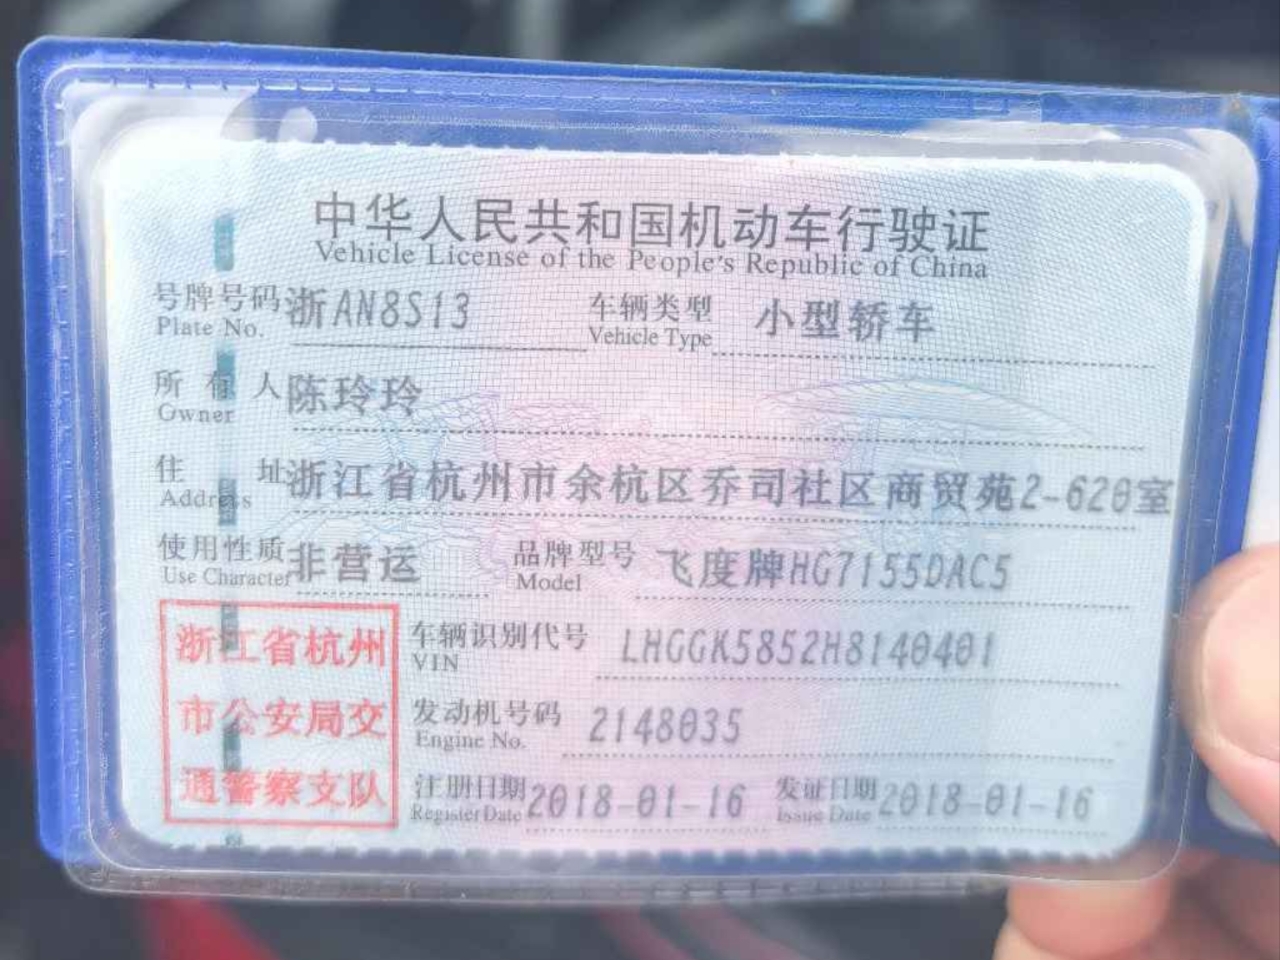 中华人民共和国机动车行驶证
Vehicle License of the People's Republic of China
号牌号码 浙AN8S13 车辆类型 小型轿车
Plate No. Vehicle Type
所有人 陈玲玲
Owner
住址 浙江省杭州市余杭区乔司社区商贸苑2-620室
Address
使用性质 非营运 品牌型号 飞度牌HG7155DAC5
Use Character Model
浙江省杭州 车辆识别代号 LHGGK5852H8140401
VIN
市公安局交 发动机号码 2148035
Engine No.
通警察支队 注册日期 2018-01-16 发证日期 2018-01-16
Register Date Issue Date